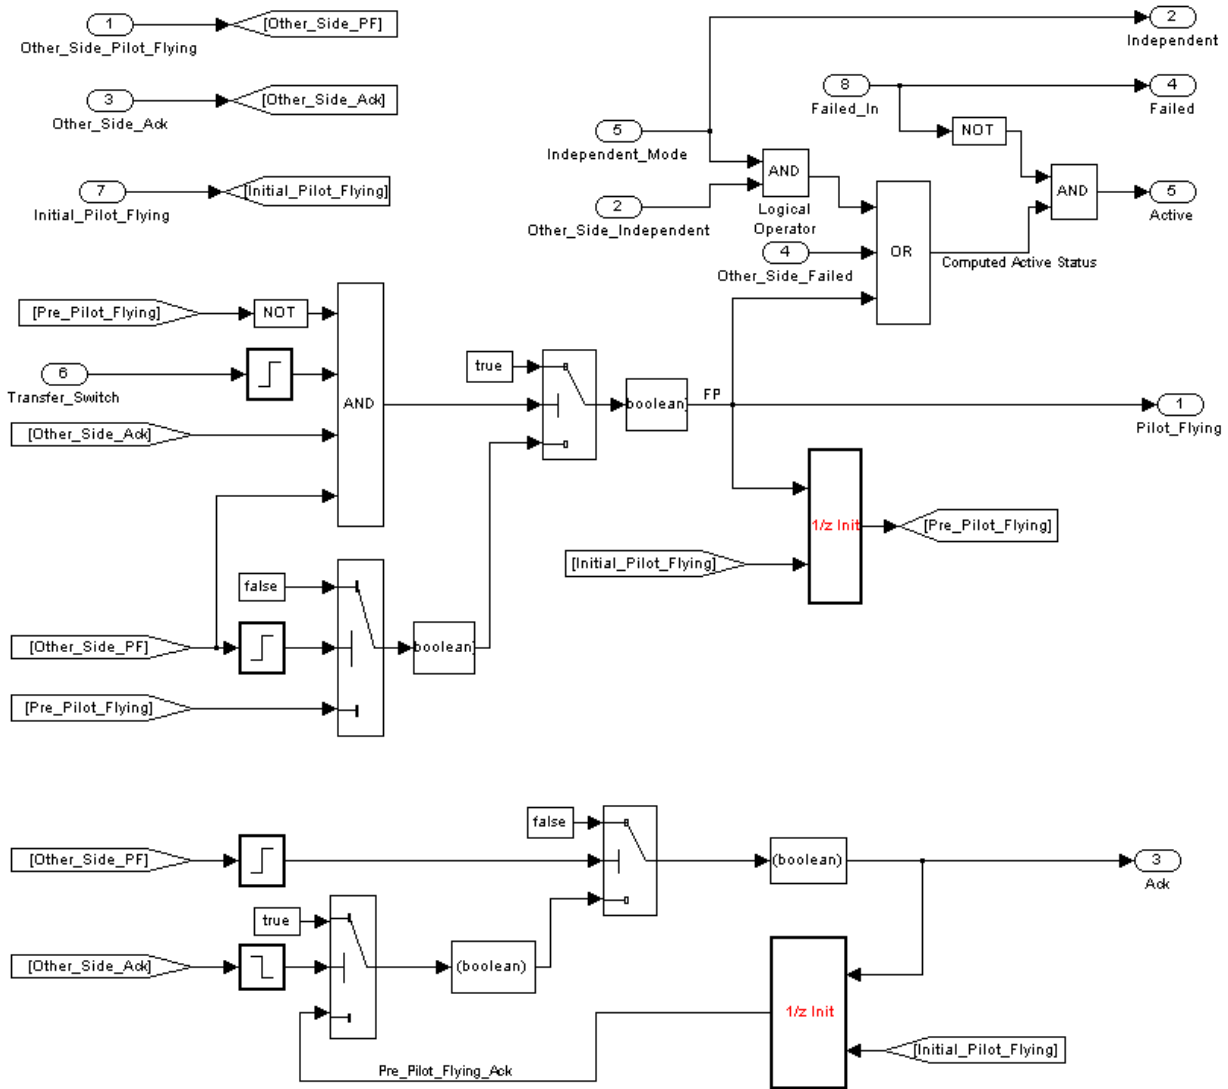 1
[Other_Side_PF]
Other_Side_Pilot_Flying
2
Independent
3
[Other_Side_Ack]
Other_Side_Ack
8
Failed_In
4
Failed
5
Independent_Mode
NOT
7
[Initial_Pilot_Flying]
Initial_Pilot_Flying
AND
2
Other_Side_Independent
Logical
Operator
AND
5
Active
4
Other_Side_Failed
OR
Computed Active Status
[Pre_Pilot_Flying]
NOT
6
Transfer_Switch
AND
true
boolean
FP
1
Pilot_Flying
[Other_Side_Ack]
1/z Init
[Pre_Pilot_Flying]
[Initial_Pilot_Flying]
false
[Other_Side_PF]
boolean
[Pre_Pilot_Flying]
false
[Other_Side_PF]
(boolean)
3
Ack
true
[Other_Side_Ack]
(boolean)
1/z Init
[Initial_Pilot_Flying]
Pre_Pilot_Flying_Ack